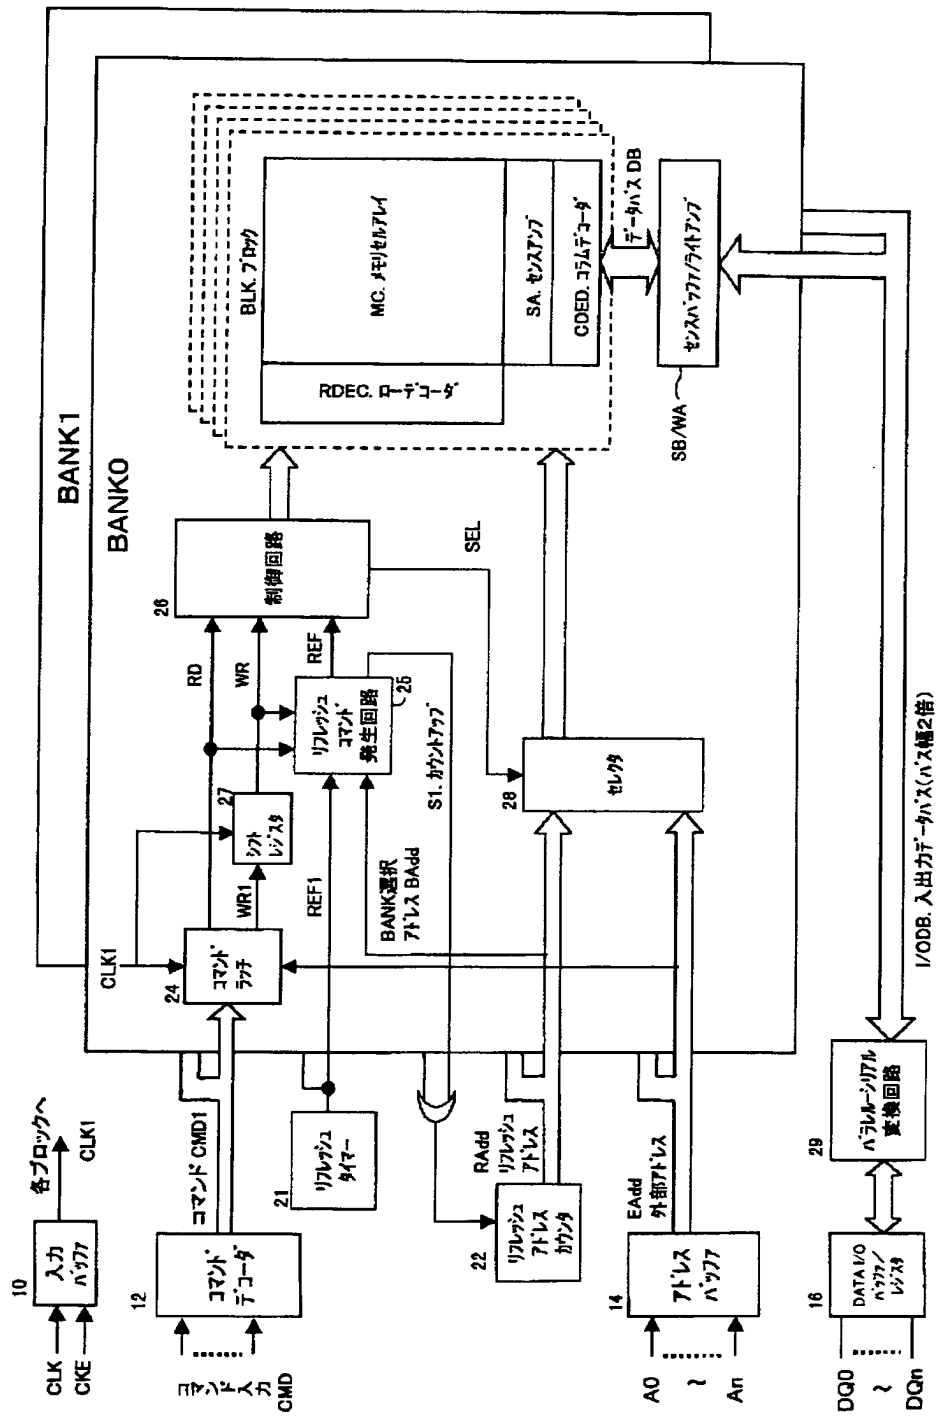 BANK1
BANK0
CLK
CKE
10
入力
バッファ
各ブロックへ
CLK1
コマンド入力
CMD
12
コマンド
デコーダ
コマンド CMD1
CLK1
24
コマンド
ラッチ
WR1
27
シフト
レジスタ
RD
WR
REF
26
制御回路
21
リフレッシュ
タイマー
REF1
リフレッシュ
コマンド
発生回路
25
BANK選択
アドレス BAdd
S1. カウントアップ
SEL
22
リフレッシュ
アドレス
カウンタ
RAdd
リフレッシュ
アドレス
28
セレクタ
A0
~
An
14
アドレス
バッファ
EAdd
外部アドレス
BLK. ブロック
MC. メモリセルアレイ
RDEC. ローデコーダ
SA. センスアンプ
CDED. コラムデコーダ
データバス DB
センスバッファ/ライトアンプ
SB/WA
DQ0
~
DQn
16
DATA I/O
バッファ/
レジスタ
29
パラレルーシリアル
変換回路
I/ODB. 入出力データバス(バス幅2倍)